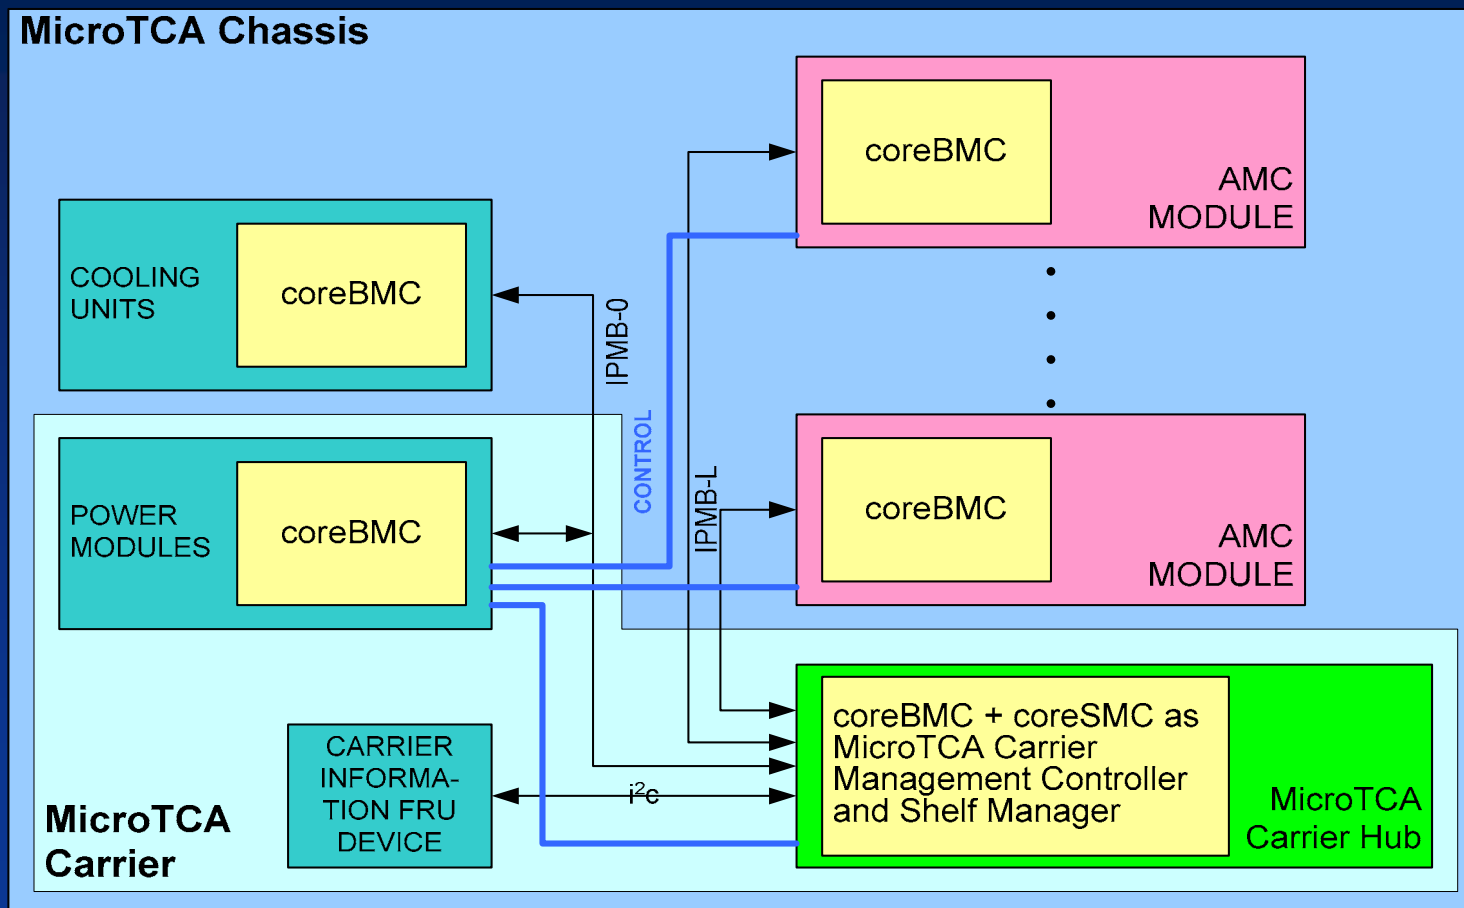 MicroTCA Chassis
coreBMC
AMC
MODULE
COOLING
UNITS
coreBMC
IPMB-0
CONTROL
IPMB-L
POWER
MODULES
coreBMC
coreBMC
AMC
MODULE
CARRIER
INFORMA-
TION FRU
DEVICE
i²c
coreBMC + coreSMC as
MicroTCA Carrier
Management Controller
and Shelf Manager
MicroTCA
Carrier Hub
MicroTCA
Carrier